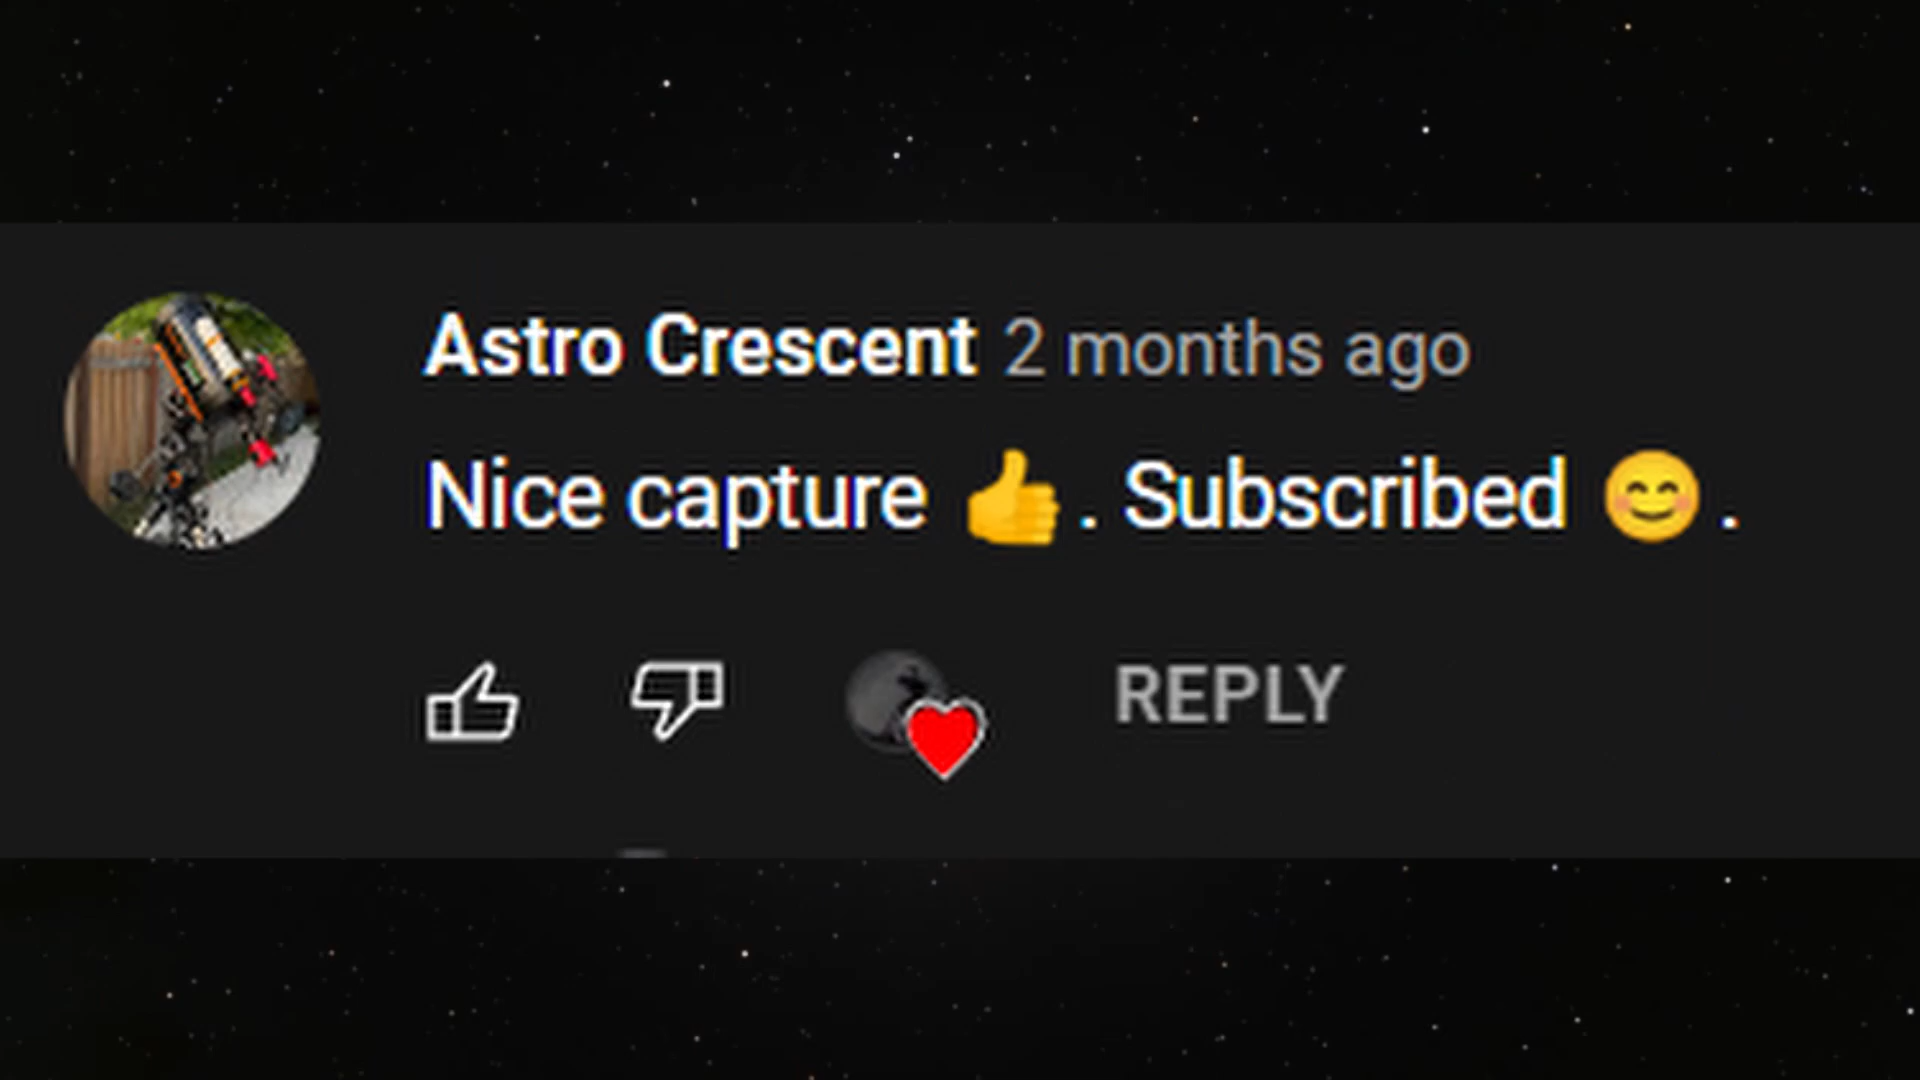 Astro Crescent 2 months ago
Nice capture 👍 . Subscribed 😊 .
REPLY